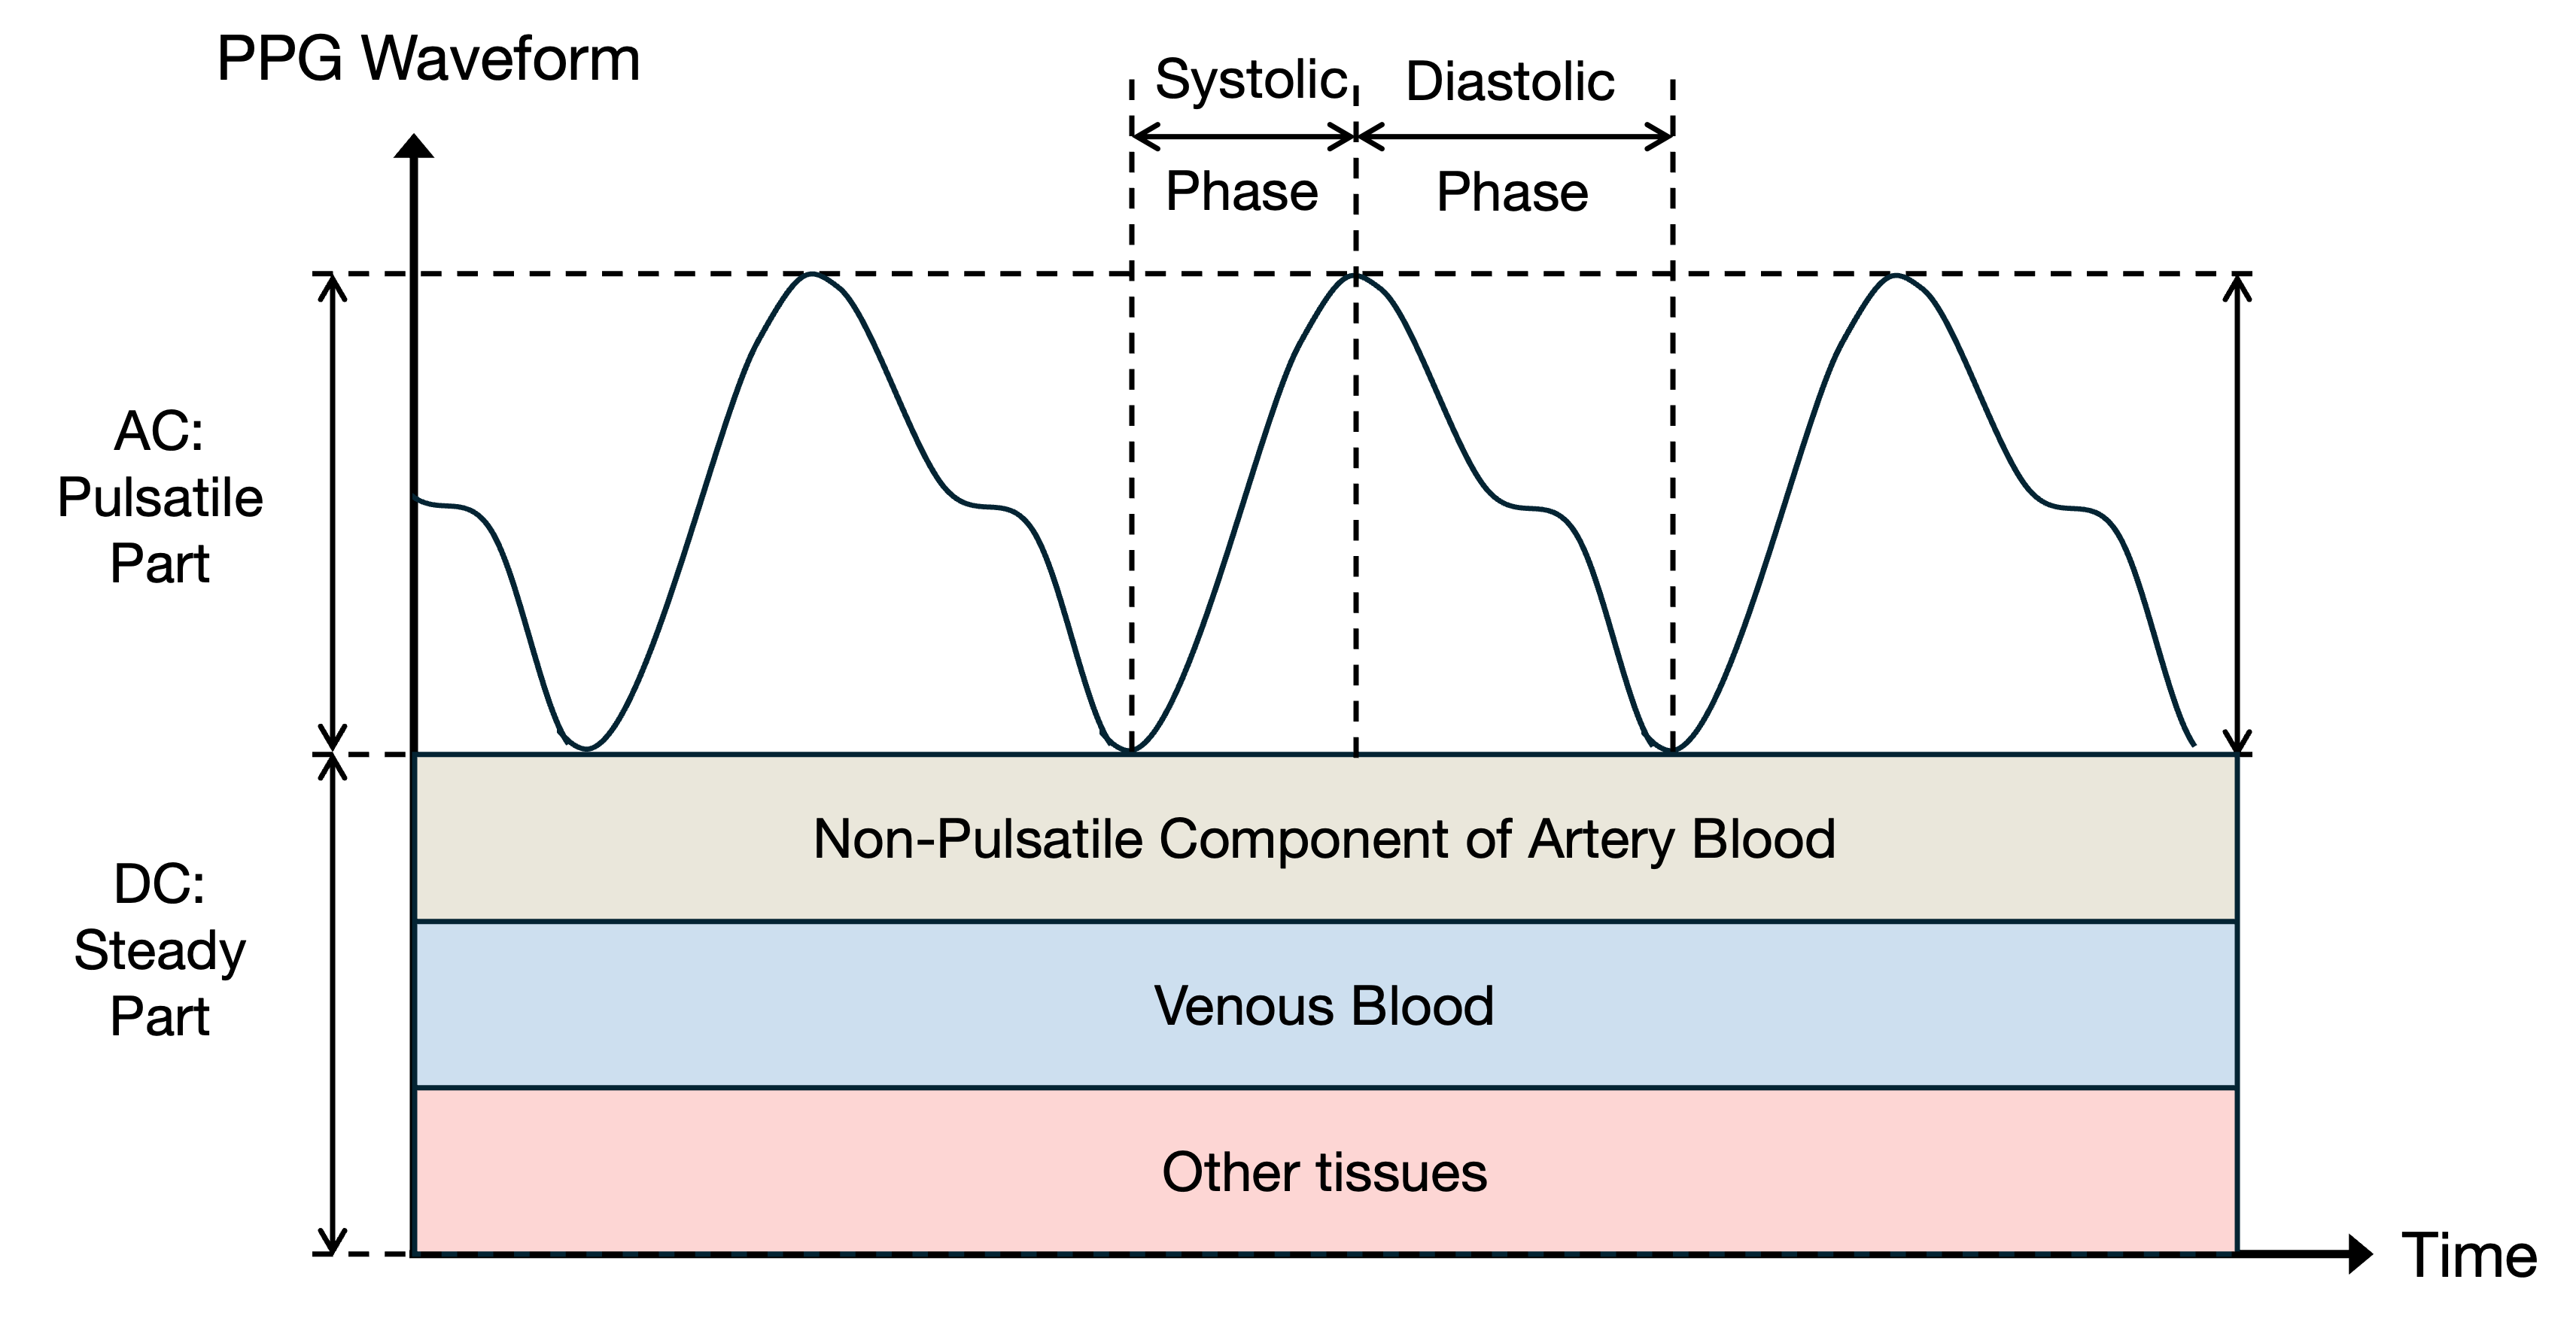 PPG Waveform
Systolic
Phase
Diastolic
Phase
AC:
Pulsatile
Part
DC:
Steady
Part
Non-Pulsatile Component of Artery Blood
Venous Blood
Other tissues
Time